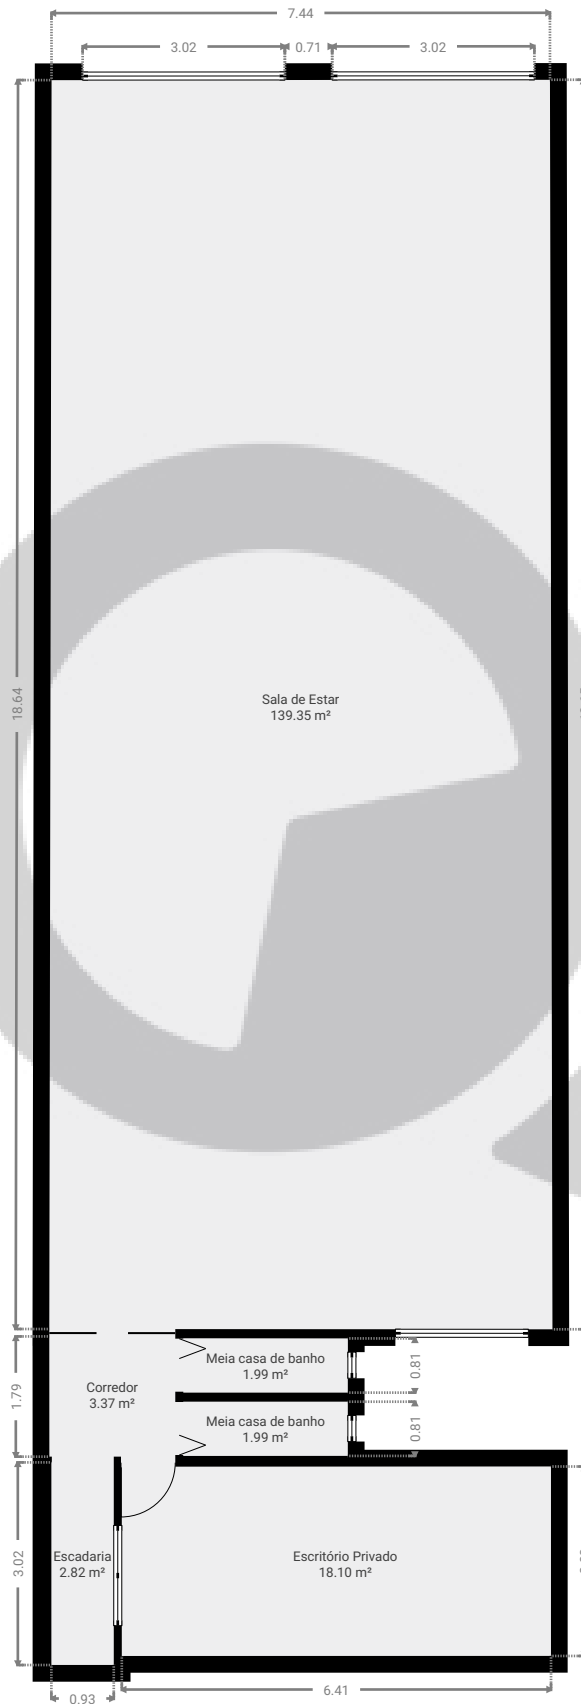 7.44
3.02
0.71
3.02
18.64
Sala de Estar
139.35 m²
Meia casa de banho
1.99 m²
0.81
Corredor
3.37 m²
1.79
Meia casa de banho
1.99 m²
0.81
Escadaria
2.82 m²
Escritório Privado
18.10 m²
3.02
0.93
6.41